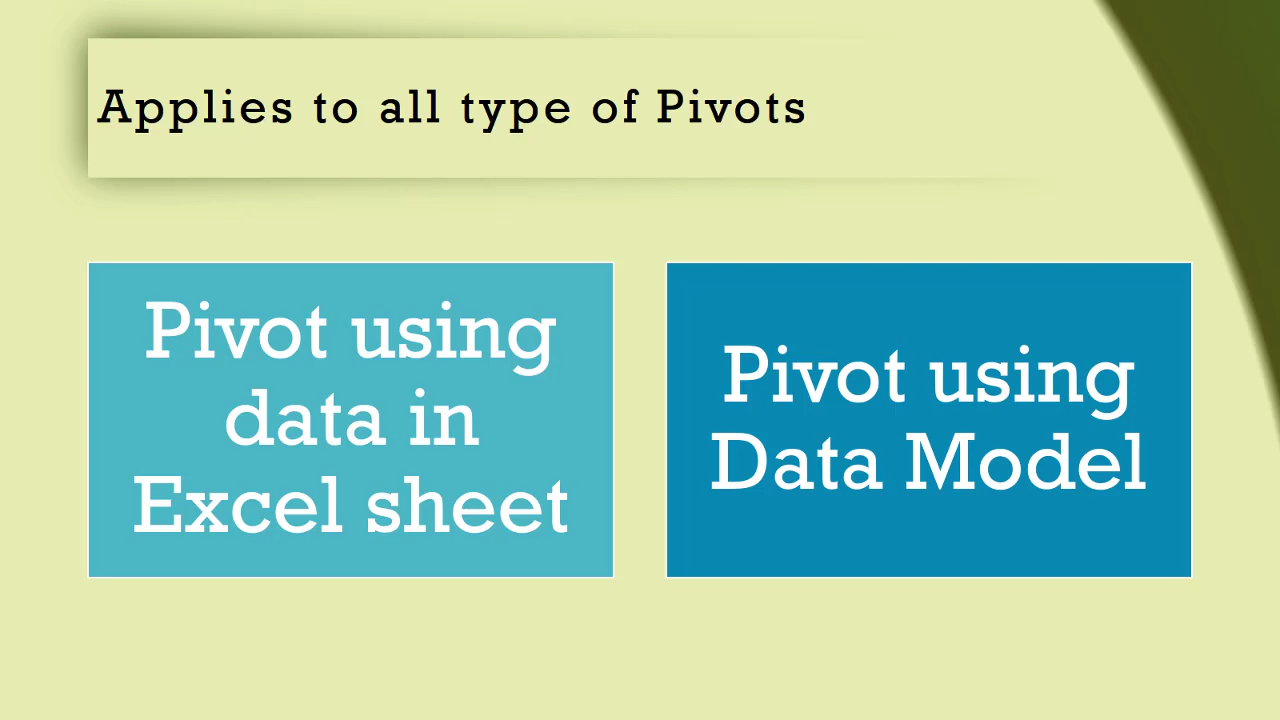 Applies to all type of Pivots
Pivot using
data in
Excel sheet
Pivot using
Data Model